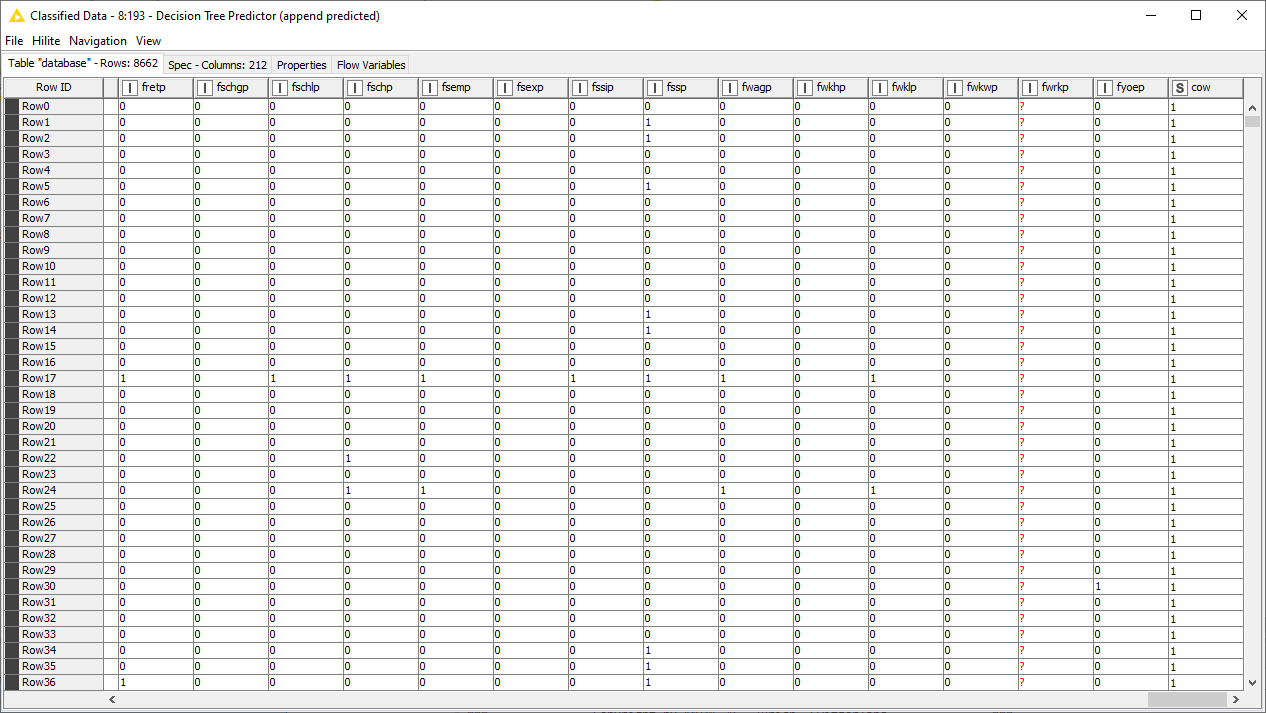 Classified Data - 8:193 - Decision Tree Predictor (append predicted)
File Hilite Navigation View
Table "database" - Rows: 8662 Spec - Columns: 212 Properties Flow Variables
Row ID I fretp I fschgp I fschlp I fschp I fsemp I fsexp I fssip I fssp I fwagp I fwkhp I fwklp I fwkwp I fwrkp I fyoep S cow
Row0 0 0 0 0 0 0 0 0 0 0 0 0 ? 0 1
Row1 0 0 0 0 0 0 0 1 0 0 0 0 ? 0 1
Row2 0 0 0 0 0 0 0 1 0 0 0 0 ? 0 1
Row3 0 0 0 0 0 0 0 0 0 0 0 0 ? 0 1
Row4 0 0 0 0 0 0 0 0 0 0 0 0 ? 0 1
Row5 0 0 0 0 0 0 0 1 0 0 0 0 ? 0 1
Row6 0 0 0 0 0 0 0 0 0 0 0 0 ? 0 1
Row7 0 0 0 0 0 0 0 0 0 0 0 0 ? 0 1
Row8 0 0 0 0 0 0 0 0 0 0 0 0 ? 0 1
Row9 0 0 0 0 0 0 0 0 0 0 0 0 ? 0 1
Row10 0 0 0 0 0 0 0 0 0 0 0 0 ? 0 1
Row11 0 0 0 0 0 0 0 0 0 0 0 0 ? 0 1
Row12 0 0 0 0 0 0 0 0 0 0 0 0 ? 0 1
Row13 0 0 0 0 0 0 0 1 0 0 0 0 ? 0 1
Row14 0 0 0 0 0 0 0 1 0 0 0 0 ? 0 1
Row15 0 0 0 0 0 0 0 0 0 0 0 0 ? 0 1
Row16 0 0 0 0 0 0 0 0 0 0 0 0 ? 0 1
Row17 1 0 1 1 1 0 1 1 1 0 1 0 ? 0 1
Row18 0 0 0 0 0 0 0 0 0 0 0 0 ? 0 1
Row19 0 0 0 0 0 0 0 0 0 0 0 0 ? 0 1
Row20 0 0 0 0 0 0 0 0 0 0 0 0 ? 0 1
Row21 0 0 0 0 0 0 0 0 0 0 0 0 ? 0 1
Row22 0 0 0 1 0 0 0 0 0 0 0 0 ? 0 1
Row23 0 0 0 0 0 0 0 0 0 0 0 0 ? 0 1
Row24 0 0 0 1 1 0 0 0 1 0 1 0 ? 0 1
Row25 0 0 0 0 0 0 0 0 0 0 0 0 ? 0 1
Row26 0 0 0 0 0 0 0 0 0 0 0 0 ? 0 1
Row27 0 0 0 0 0 0 0 0 0 0 0 0 ? 0 1
Row28 0 0 0 0 0 0 0 0 0 0 0 0 ? 0 1
Row29 0 0 0 0 0 0 0 0 0 0 0 0 ? 0 1
Row30 0 0 0 0 0 0 0 0 0 0 0 0 ? 1 1
Row31 0 0 0 0 0 0 0 0 0 0 0 0 ? 0 1
Row32 0 0 0 0 0 0 0 0 0 0 0 0 ? 0 1
Row33 0 0 0 0 0 0 0 0 0 0 0 0 ? 0 1
Row34 0 0 0 0 0 0 0 1 0 0 0 0 ? 0 1
Row35 0 0 0 0 0 0 0 1 0 0 0 0 ? 0 1
Row36 1 0 0 0 0 0 0 1 0 0 0 0 ? 0 1